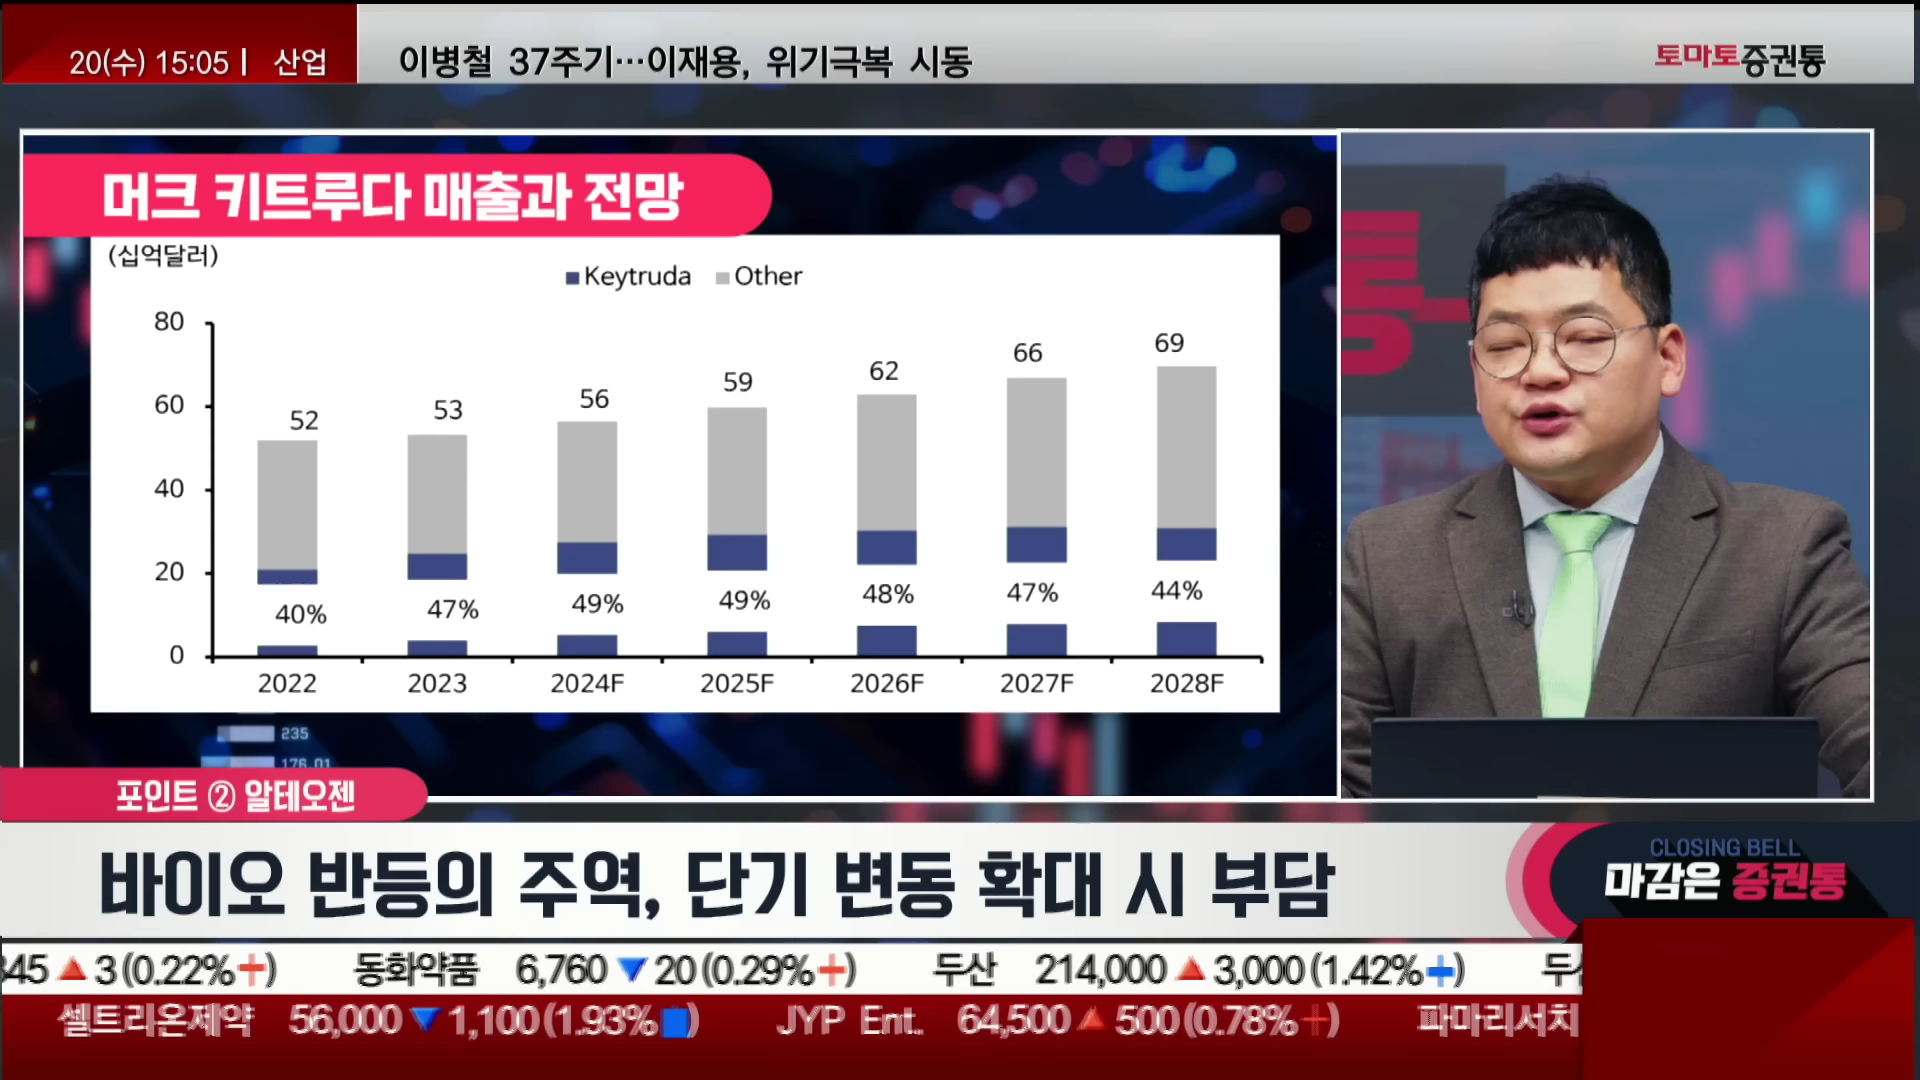 20(수) 15:05 | 산업
이병철 37주기…이재용, 위기극복 시동
토마토증권통
머크 키트루다 매출과 전망
(십억달러)
Keytruda Other
80
60
40
20
0
52 53 56 59 62 66 69
40% 47% 49% 49% 48% 47% 44%
2022 2023 2024F 2025F 2026F 2027F 2028F
235
176.01
통
포인트 ② 알테오젠
바이오 반등의 주역, 단기 변동 확대 시 부담
CLOSING BELL
마감은 증권통
345 ▲ 3(0.22%+) 동화약품 6,760 ▼ 20(0.29%+) 두산 214,000 ▲ 3,000(1.42%+)
셀트리온제약 56,000 ▼ 1,100(1.93%) JYP Ent. 64,500 ▲ 500(0.78%+) 파마리서치